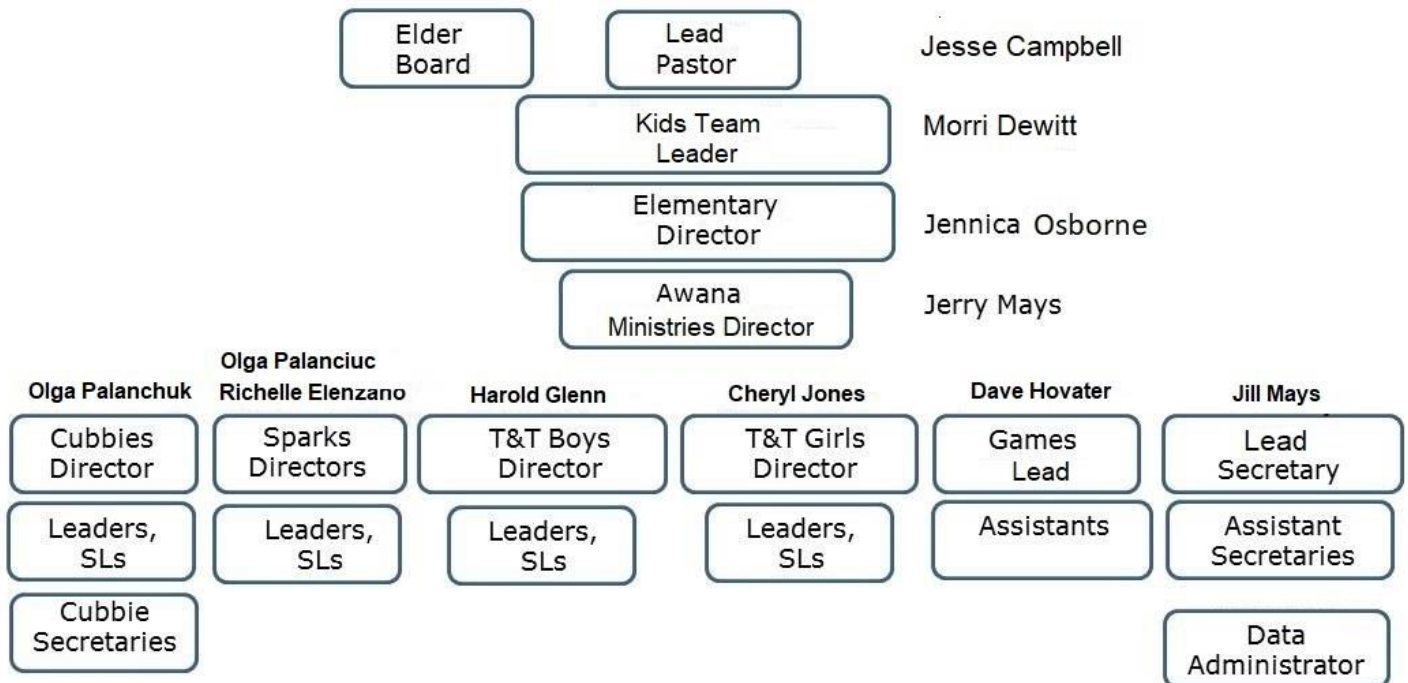 Elder
Board
Lead
Pastor
Jesse Campbell
Kids Team
Leader
Morri Dewitt
Elementary
Director
Jennica Osborne
Awana
Ministries Director
Jerry Mays
Olga Palanchuk
Cubbies
Director
Leaders,
SLs
Cubbie
Secretaries
Olga Palanciuc
Richelle Elenzano
Sparks
Directors
Leaders,
SLs
Harold Glenn
T&T Boys
Director
Leaders,
SLs
Cheryl Jones
T&T Girls
Director
Leaders,
SLs
Dave Hovater
Games
Lead
Assistants
Jill Mays
Lead
Secretary
Assistant
Secretaries
Data
Administrator